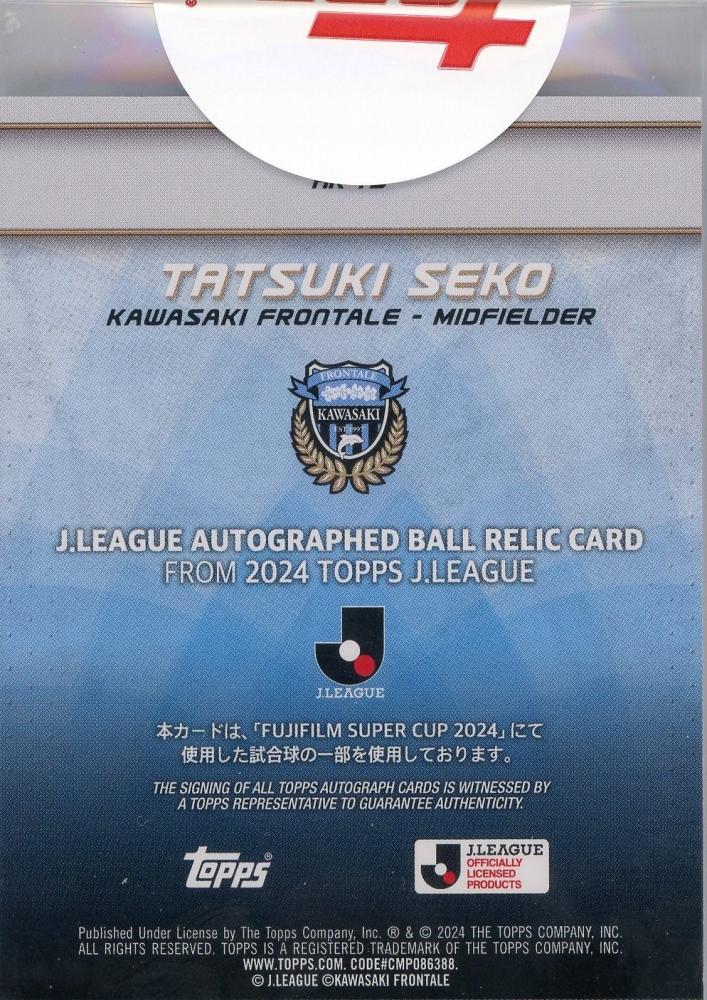 TATSUKI SEKO
KAWASAKI FRONTALE - MIDFIELDER
FRONTALE
KAWASAKI
EST.1997
J.LEAGUE AUTOGRAPHED BALL RELIC CARD
FROM 2024 TOPPS J.LEAGUE
J.LEAGUE
本カードは、「FUJIFILM SUPER CUP 2024」にて
使用した試合球の一部を使用しております。
THE SIGNING OF ALL TOPPS AUTOGRAPH CARDS IS WITNESSED BY
A TOPPS REPRESENTATIVE TO GUARANTEE AUTHENTICITY.
topps®
J.LEAGUE
OFFICIALLY
LICENSED
PRODUCTS
Published Under License by The Topps Company, Inc. ® & © 2024 THE TOPPS COMPANY, INC.
ALL RIGHTS RESERVED. TOPPS IS A REGISTERED TRADEMARK OF THE TOPPS COMPANY, INC.
WWW.TOPPS.COM. CODE#CMP086388.
© J.LEAGUE ©KAWASAKI FRONTALE